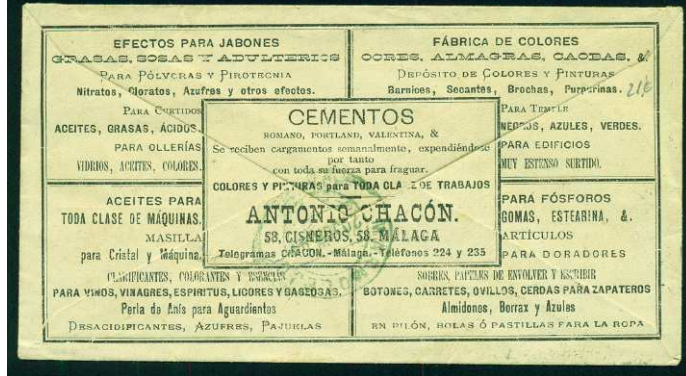 EFECTOS PARA JABONES
GRASAS, SOSAS Y ADULTERIOS
PARA PÓLVORAS Y PIROTECNIA
Nitratos, Cloratos, Azufres y otros efectos.
PARA CURTIDOS
ACEITES, GRASAS, ÁCIDOS.
PARA OLLERÍAS
VIDRIOS, ACEITES, COLORES.
FÁBRICA DE COLORES
OCRES, ALMAGRAS, CAOBAS, &.
DEPÓSITO DE COLORES Y PINTURAS
Barnices, Secantes, Brochas, Purpurinas.
PARA TEMPLE
NEGROS, AZULES, VERDES.
PARA EDIFICIOS
MUY ESTENSO SURTIDO.
CEMENTOS
ROMANO, PORTLAND, VALENTINA, &
Se reciben cargamentos semanalmente, expendiéndose
por tanto
con toda su fuerza para fraguar.
COLORES Y PINTURAS para TODA CLASE DE TRABAJOS
ANTONIO CHACÓN.
58, CISNEROS, 58, MÁLAGA
Telegramas CHACON.-Málaga.-Teléfonos 224 y 235
ACEITES PARA
TODA CLASE DE MÁQUINAS.
MASILLA
para Cristal y Máquina.
CLARIFICANTES, COLORANTES Y ESENCIAS
PARA VINOS, VINAGRES, ESPIRITUS, LICORES Y GASEOSAS.
Perla de Anís para Aguardientes
DESACIDIFICANTES, AZUFRES, PAJUELAS
PARA FÓSFOROS
GOMAS, ESTEARINA, &.
ARTÍCULOS
PARA DORADORES
SOBRES, PAPELES DE ENVOLVER Y ESCRIBIR
BOTONES, CARRETES, OVILLOS, CERDAS PARA ZAPATEROS
Almidones, Borrax y Azules
EN PILÓN, BOLAS Ó PASTILLAS PARA LA ROPA